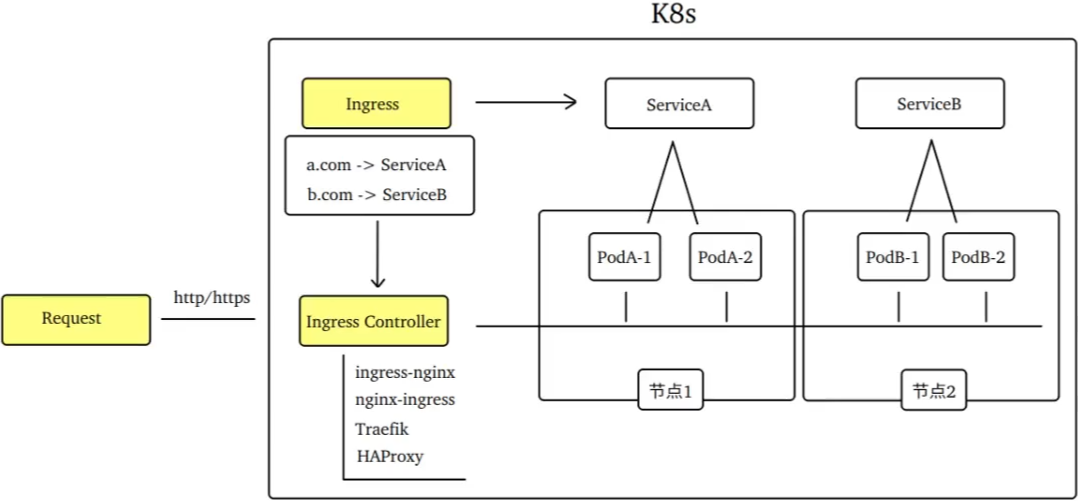 K8s
Ingress
ServiceA
ServiceB
a.com -> ServiceA
b.com -> ServiceB
PodA-1
PodA-2
PodB-1
PodB-2
Request
http/https
Ingress Controller
ingress-nginx
nginx-ingress
Traefik
HAProxy
节点1
节点2